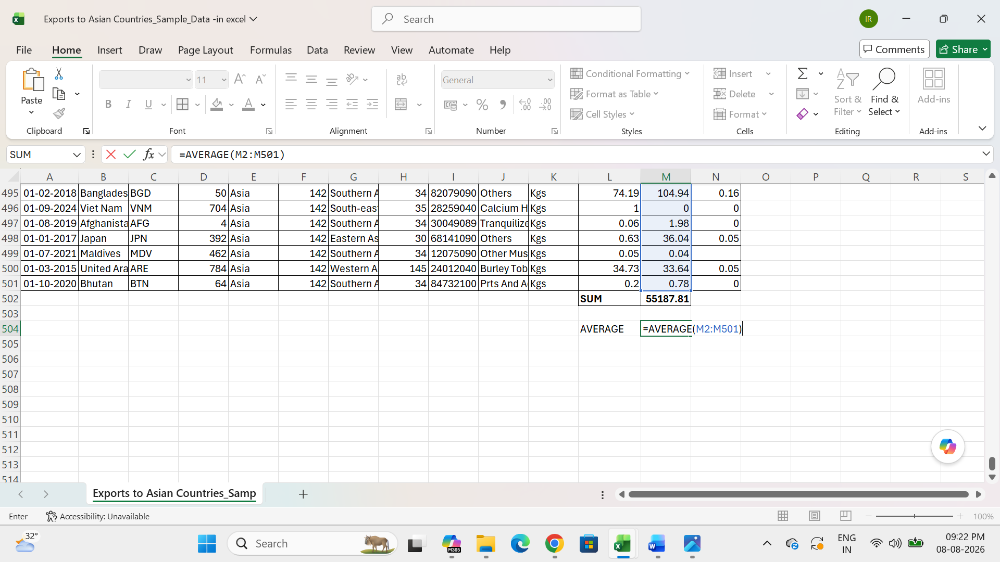 Exports to Asian Countries_Sample_Data -in excel
Search
IR
File Home Insert Draw Page Layout Formulas Data Review View Automate Help
Comments Share
Paste
Clipboard
11
B I U
Font
ab
Alignment
General
% 9
Number
Conditional Formatting
Format as Table
Cell Styles
Styles
Insert
Delete
Format
Cells
Sort & Filter
Find & Select
Editing
Add-ins
Add-ins
SUM fx =AVERAGE(M2:M501)
A B C D E F G H I J K L M N O P Q R S
495 01-02-2018 Banglades BGD 50 Asia 142 Southern A 34 82079090 Others Kgs 74.19 104.94 0.16
496 01-09-2024 Viet Nam VNM 704 Asia 142 South-east 35 28259040 Calcium H Kgs 1 0 0
497 01-08-2019 Afghanista AFG 4 Asia 142 Southern A 34 30049089 Tranquilize Kgs 0.06 1.98 0
498 01-01-2017 Japan JPN 392 Asia 142 Eastern As 30 68141090 Others Kgs 0.63 36.04 0.05
499 01-07-2021 Maldives MDV 462 Asia 142 Southern A 34 12075090 Other Mus Kgs 0.05 0.04
500 01-03-2015 United Ara ARE 784 Asia 142 Western A 145 24012040 Burley Tob Kgs 34.73 33.64 0.05
501 01-10-2020 Bhutan BTN 64 Asia 142 Southern A 34 84732100 Prts And A Kgs 0.2 0.78 0
502 SUM 55187.81
503
504 AVERAGE =AVERAGE(M2:M501)
505
506
507
508
509
510
511
512
513
514
Exports to Asian Countries_Samp
Enter Accessibility: Unavailable 100%
32°
Search
M365
ENG
IN
09:22 PM
08-08-2026